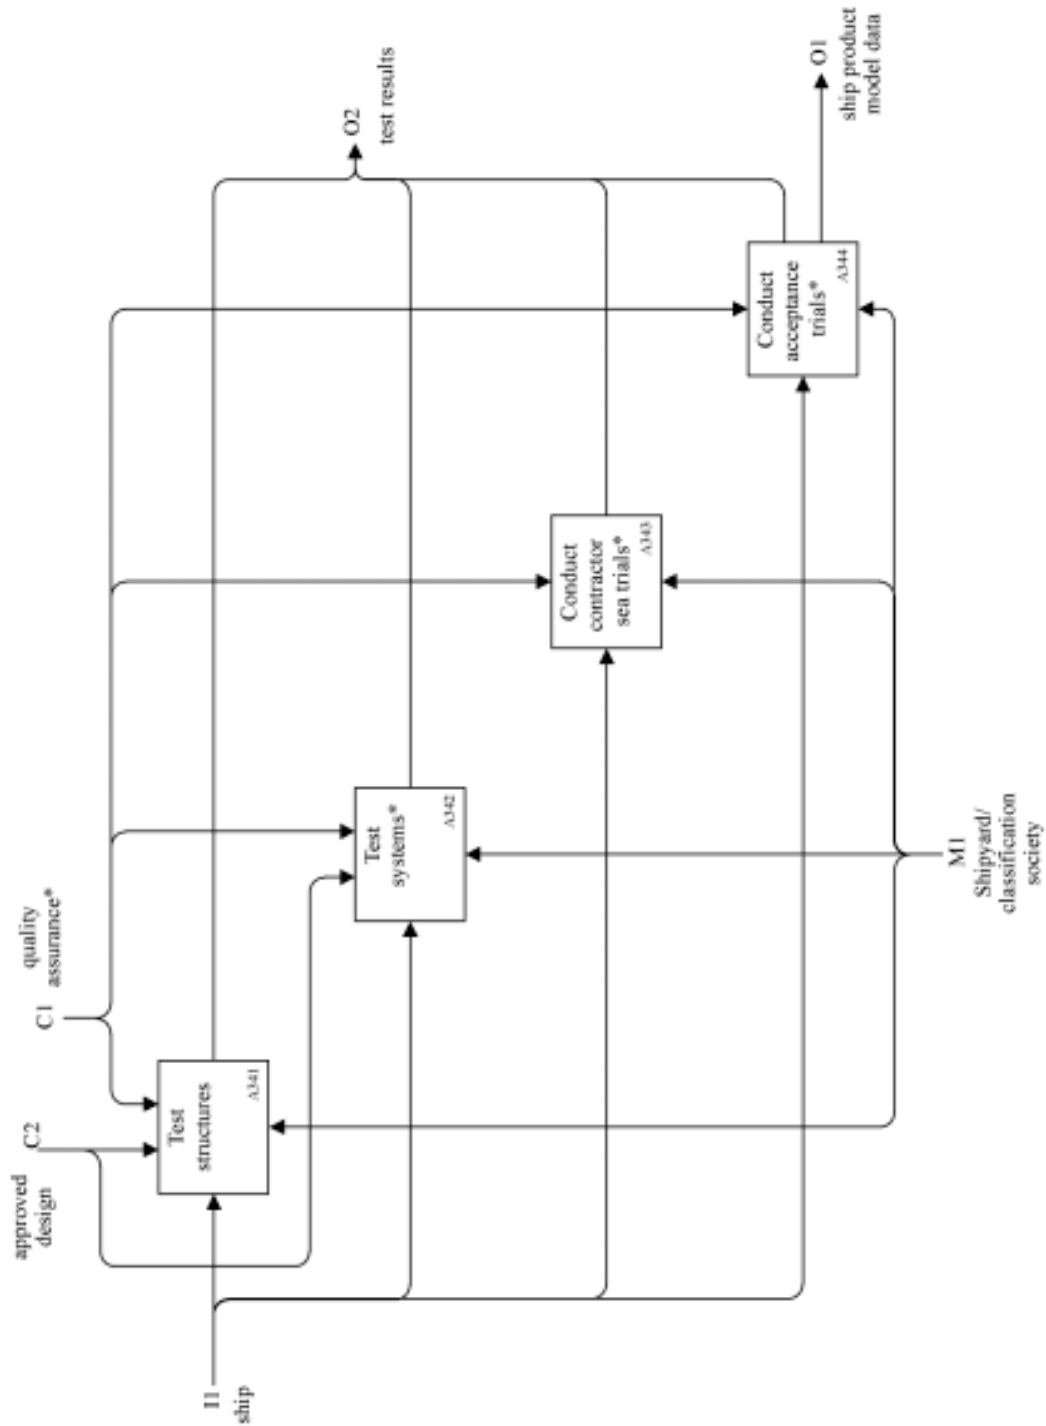 C2
approved
design
C1
quality
assurance*
I1
ship
Test
structures
A341
Test
systems*
A342
Conduct
contractor
sea trials*
A343
Conduct
acceptance
trials*
A344
O2
test results
O1
ship product
model data
M1
Shipyard/
classification
society